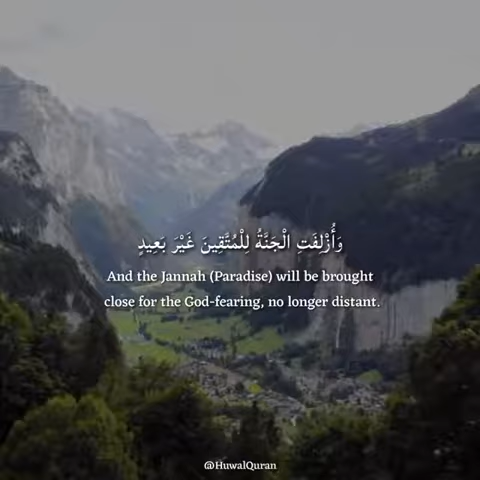 وَأُزْلِفَتِ الْجَنَّةُ لِلْمُتَّقِينَ غَيْرَ بَعِيدٍ
And the Jannah (Paradise) will be brought
close for the God-fearing, no longer distant.
@HuwalQuran